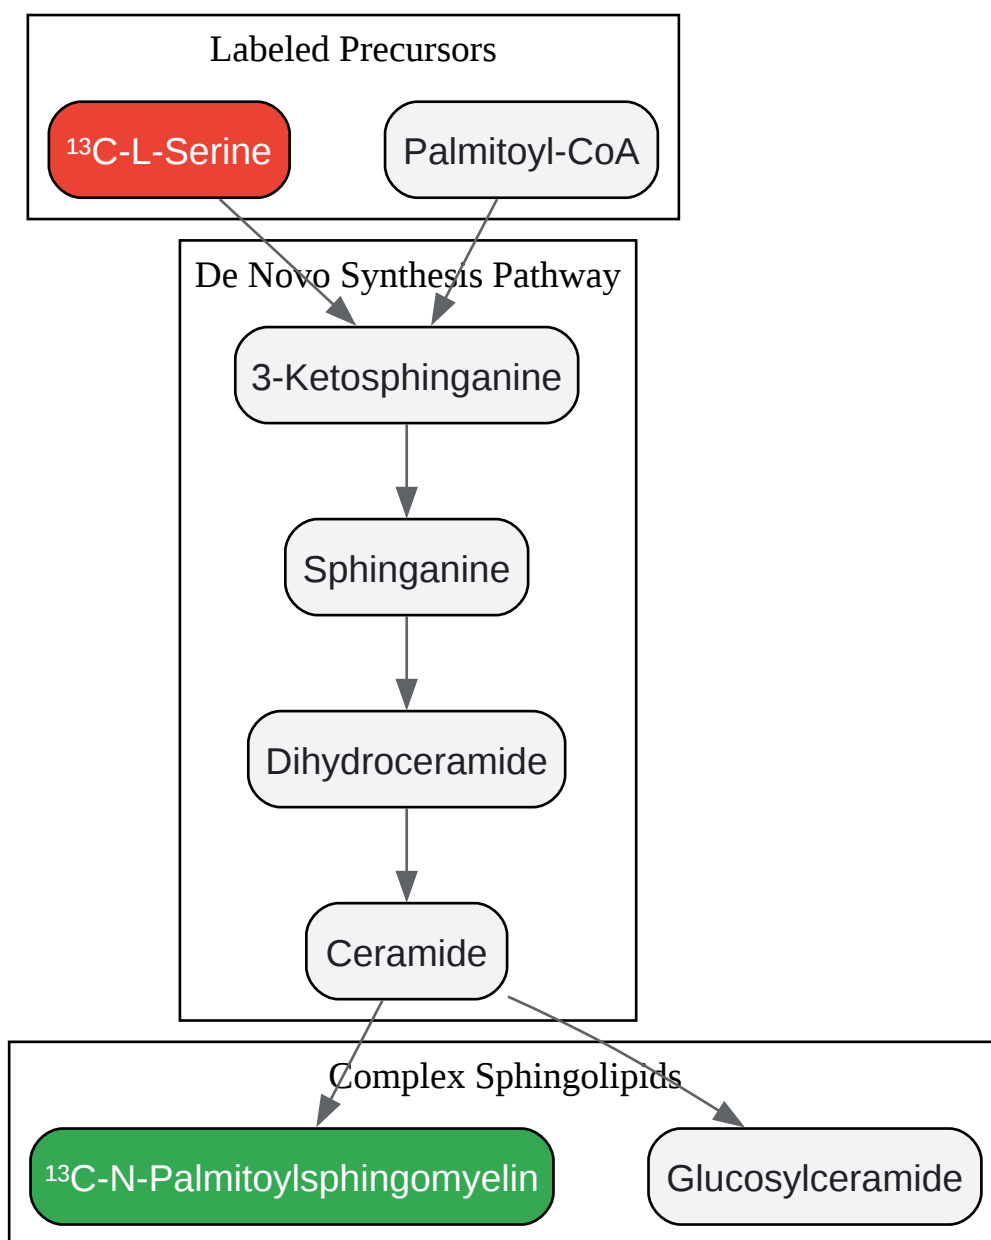 Labeled Precursors
¹³C-L-Serine
Palmitoyl-CoA
De Novo Synthesis Pathway
3-Ketosphinganine
Sphinganine
Dihydroceramide
Ceramide
Complex Sphingolipids
¹³C-N-Palmitoylsphingomyelin
Glucosylceramide